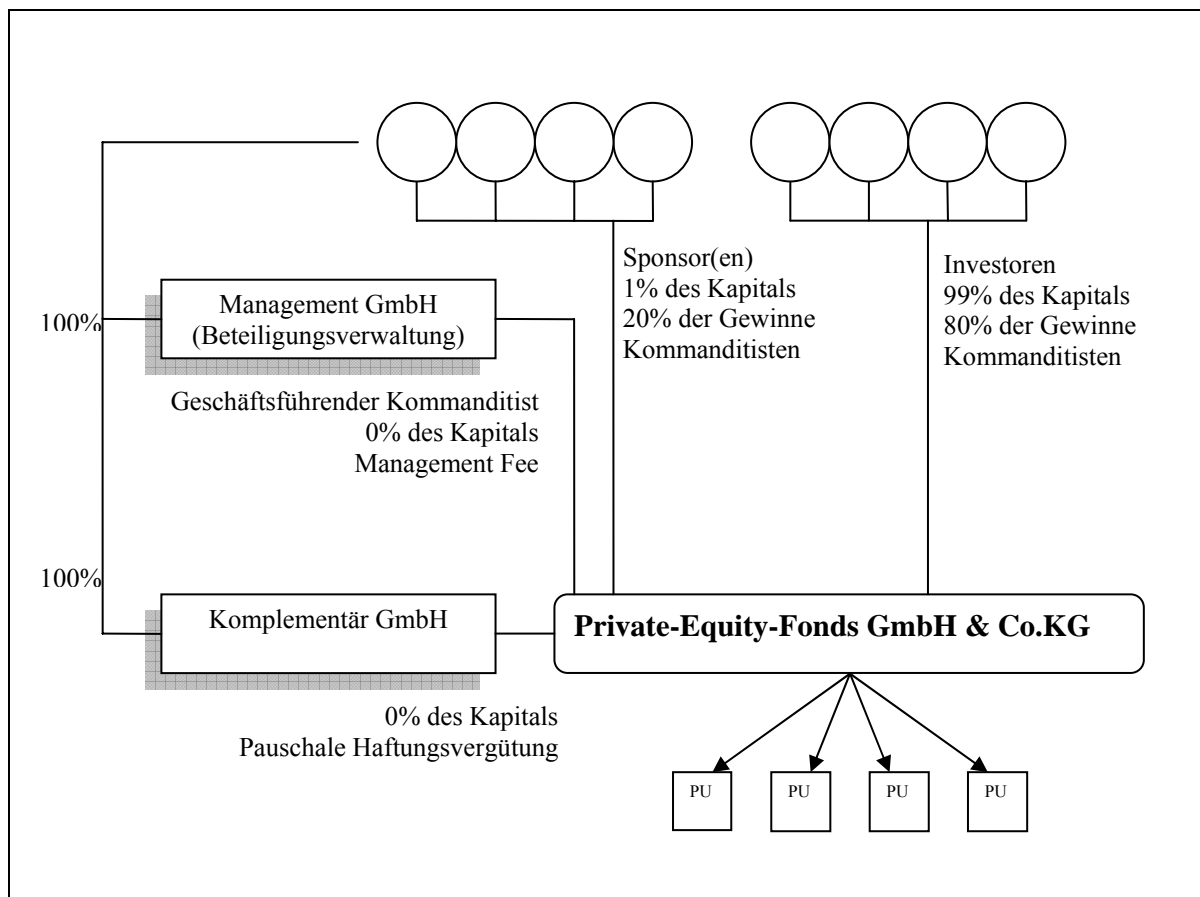 Sponsor(en)
1% des Kapitals
20% der Gewinne
Kommanditisten
Investoren
99% des Kapitals
80% der Gewinne
Kommanditisten
100%
Management GmbH
(Beteiligungsverwaltung)
Geschäftsführender Kommanditist
0% des Kapitals
Management Fee
100%
Komplementär GmbH
Private-Equity-Fonds GmbH & Co.KG
0% des Kapitals
Pauschale Haftungsvergütung
PU
PU
PU
PU